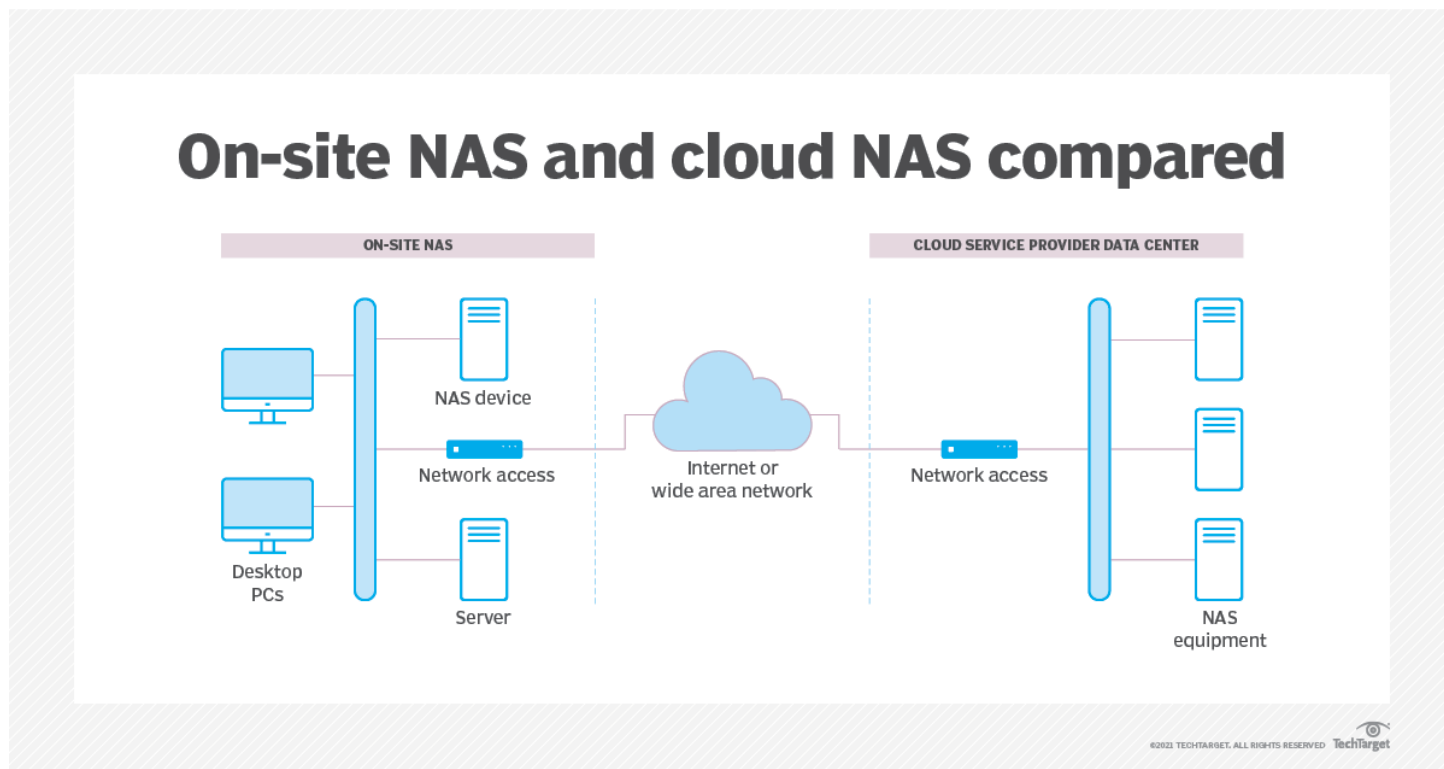 On-site NAS and cloud NAS compared
ON-SITE NAS
CLOUD SERVICE PROVIDER DATA CENTER
NAS device
Network access
Desktop
PCs
Server
Internet or
wide area network
Network access
NAS
equipment
©2021 TECHTARGET. ALL RIGHTS RESERVED TechTarget